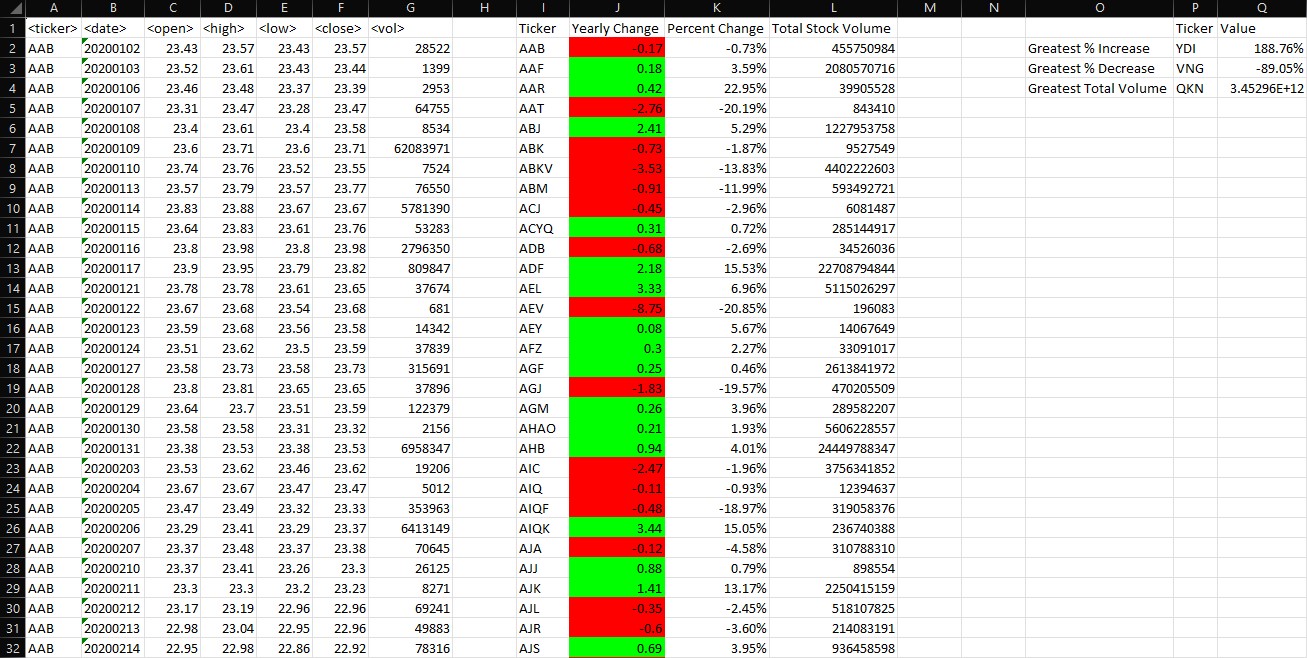 A B C D E F G H I J K L M N O P Q
1 <ticker> <date> <open> <high> <low> <close> <vol> Ticker Yearly Change Percent Change Total Stock Volume Ticker Value
2 AAB 20200102 23.43 23.57 23.43 23.57 28522 AAB -0.17 -0.73% 455750984 Greatest % Increase YDI 188.76%
3 AAB 20200103 23.52 23.61 23.43 23.44 1399 AAF 0.18 3.59% 2080570716 Greatest % Decrease VNG -89.05%
4 AAB 20200106 23.46 23.48 23.37 23.39 2953 AAR 0.42 22.95% 39905528 Greatest Total Volume QKN 3.45296E+12
5 AAB 20200107 23.31 23.47 23.28 23.47 64755 AAT -2.76 -20.19% 843410
6 AAB 20200108 23.4 23.61 23.4 23.58 8534 ABJ 2.41 5.29% 1227953758
7 AAB 20200109 23.6 23.71 23.6 23.71 62083971 ABK -0.73 -1.87% 9527549
8 AAB 20200110 23.74 23.76 23.52 23.55 7524 ABKV -3.53 -13.83% 4402222603
9 AAB 20200113 23.57 23.79 23.57 23.77 76550 ABM -0.91 -11.99% 593492721
10 AAB 20200114 23.83 23.88 23.67 23.67 5781390 ACJ -0.45 -2.96% 6081487
11 AAB 20200115 23.64 23.83 23.61 23.76 53283 ACYQ 0.31 0.72% 285144917
12 AAB 20200116 23.8 23.98 23.8 23.98 2796350 ADB -0.68 -2.69% 34526036
13 AAB 20200117 23.9 23.95 23.79 23.82 809847 ADF 2.18 15.53% 22708794844
14 AAB 20200121 23.78 23.78 23.61 23.65 37674 AEL 3.33 6.96% 5115026297
15 AAB 20200122 23.67 23.68 23.54 23.68 681 AEV -8.75 -20.85% 196083
16 AAB 20200123 23.59 23.68 23.56 23.58 14342 AEY 0.08 5.67% 14067649
17 AAB 20200124 23.51 23.62 23.5 23.59 37839 AFZ 0.3 2.27% 33091017
18 AAB 20200127 23.58 23.73 23.58 23.73 315691 AGF 0.25 0.46% 2613841972
19 AAB 20200128 23.8 23.81 23.65 23.65 37896 AGJ -1.83 -19.57% 470205509
20 AAB 20200129 23.64 23.7 23.51 23.59 122379 AGM 0.26 3.96% 289582207
21 AAB 20200130 23.58 23.58 23.31 23.32 2156 AHAO 0.21 1.93% 5606228557
22 AAB 20200131 23.38 23.53 23.38 23.53 6958347 AHB 0.94 4.01% 24449788347
23 AAB 20200203 23.53 23.62 23.46 23.62 19206 AIC -2.47 -1.96% 3756341852
24 AAB 20200204 23.67 23.67 23.47 23.47 5012 AIQ -0.11 -0.93% 12394637
25 AAB 20200205 23.47 23.49 23.32 23.33 353963 AIQF -0.48 -18.97% 319058376
26 AAB 20200206 23.29 23.41 23.29 23.37 6413149 AIQK 3.44 15.05% 236740388
27 AAB 20200207 23.37 23.48 23.37 23.38 70645 AJA -0.12 -4.58% 310788310
28 AAB 20200210 23.37 23.41 23.26 23.3 26125 AJJ 0.88 0.79% 898554
29 AAB 20200211 23.3 23.3 23.2 23.23 8271 AJK 1.41 13.17% 2250415159
30 AAB 20200212 23.17 23.19 22.96 22.96 69241 AJL -0.35 -2.45% 518107825
31 AAB 20200213 22.98 23.04 22.95 22.96 49883 AJR -0.6 -3.60% 214083191
32 AAB 20200214 22.95 22.98 22.86 22.92 78316 AJS 0.69 3.95% 936458598